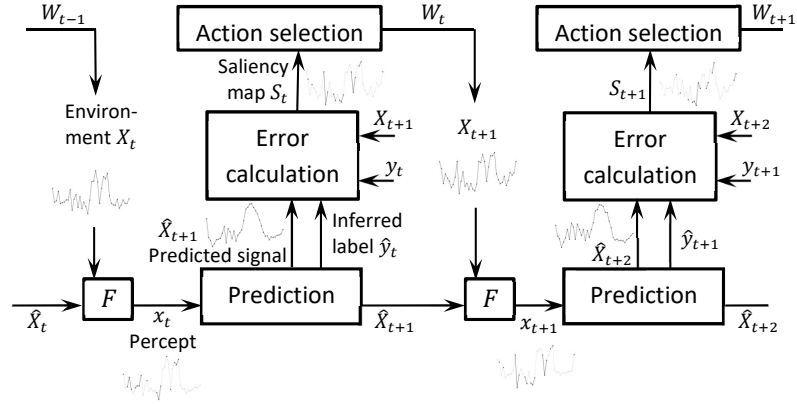 W_{t−1}
Action selection
W_t
Action selection
W_{t+1}
Saliency
map S_t
S_{t+1}
Environ-
ment X_t
Error
calculation
X_{t+1}
y_t
X_{t+1}
Error
calculation
X_{t+2}
y_{t+1}
X̂_{t+1}
Predicted signal
Inferred
label ŷ_t
X̂_{t+2}
ŷ_{t+1}
X̂_t
F
x_t
Percept
Prediction
X̂_{t+1}
F
x_{t+1}
Prediction
X̂_{t+2}